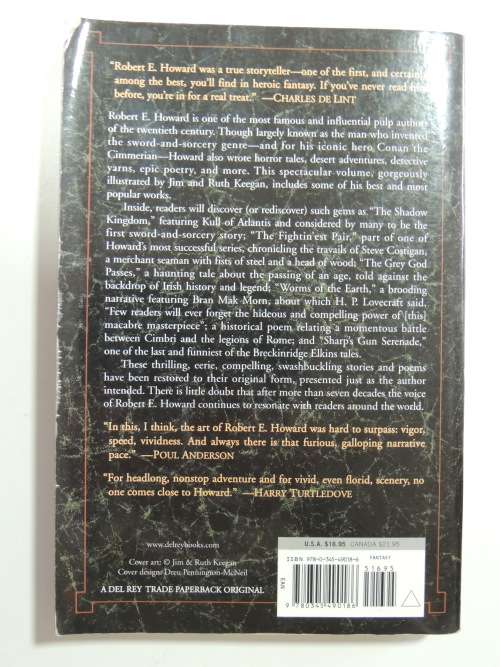 “Robert E. Howard was a true storyteller—one of the first, and certainly
among the best, you'll find in heroic fantasy. If you've never read him
before, you're in for a real treat.” —CHARLES DE LINT
Robert E. Howard is one of the most famous and influential pulp authors
of the twentieth century. Though largely known as the man who invented
the sword-and-sorcery genre—and for his iconic hero Conan the
Cimmerian—Howard also wrote horror tales, desert adventures, detective
yarns, epic poetry, and more. This spectacular volume, gorgeously
illustrated by Jim and Ruth Keegan, includes some of his best and most
popular works.
Inside, readers will discover (or rediscover) such gems as “The Shadow
Kingdom,” featuring Kull of Atlantis and considered by many to be the
first sword-and-sorcery story; “The Fightin'est Pair,” part of one of
Howard's most successful series, chronicling the travails of Steve Costigan,
a merchant seaman with fists of steel and a head of wood; “The Grey God
Passes,” a haunting tale about the passing of an age, told against the
backdrop of Irish history and legend; “Worms of the Earth,” a brooding
narrative featuring Bran Mak Morn, about which H. P. Lovecraft said,
“Few readers will ever forget the hideous and compelling power of [this]
macabre masterpiece”; a historical poem relating a momentous battle
between Cimbri and the legions of Rome; and “Sharp's Gun Serenade,”
one of the last and funniest of the Breckinridge Elkins tales.
These thrilling, eerie, compelling, swashbuckling stories and poems
have been restored to their original form, presented just as the author
intended. There is little doubt that after more than seven decades the voice
of Robert E. Howard continues to resonate with readers around the world.
“In this, I think, the art of Robert E. Howard was hard to surpass: vigor,
speed, vividness. And always there is that furious, galloping narrative
pace.” —POUL ANDERSON
“For headlong, nonstop adventure and for vivid, even florid, scenery, no
one comes close to Howard.” —HARRY TURTLEDOVE
www.delreybooks.com
Cover art: © Jim & Ruth Keegan
Cover design: Dreu Pennington-McNeil
A DEL REY TRADE PAPERBACK ORIGINAL
U.S.A. $16.95 CANADA $21.95
ISBN 978-0-345-49018-6 FANTASY
51695
EAN
9 780345 490186